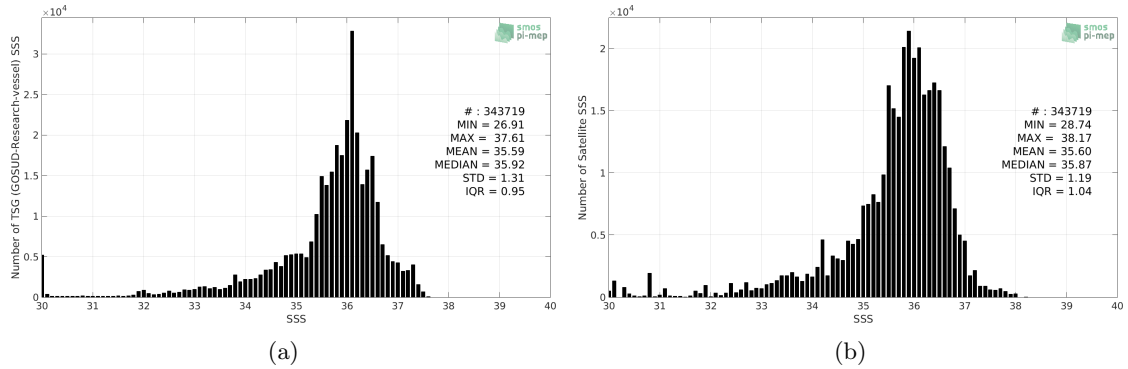 ×10⁴
Number of TSG (GOSUD-Research-vessel) SSS
3
2.5
2
1.5
1
0.5
0
30 31 32 33 34 35 36 37 38 39 40
SSS
smos
pi-mep
# : 343719
MIN = 26.91
MAX = 37.61
MEAN = 35.59
MEDIAN = 35.92
STD = 1.31
IQR = 0.95
(a)
×10⁴
Number of Satellite SSS
2
1.5
1
0.5
0
30 31 32 33 34 35 36 37 38 39 40
SSS
smos
pi-mep
# : 343719
MIN = 28.74
MAX = 38.17
MEAN = 35.60
MEDIAN = 35.87
STD = 1.19
IQR = 1.04
(b)